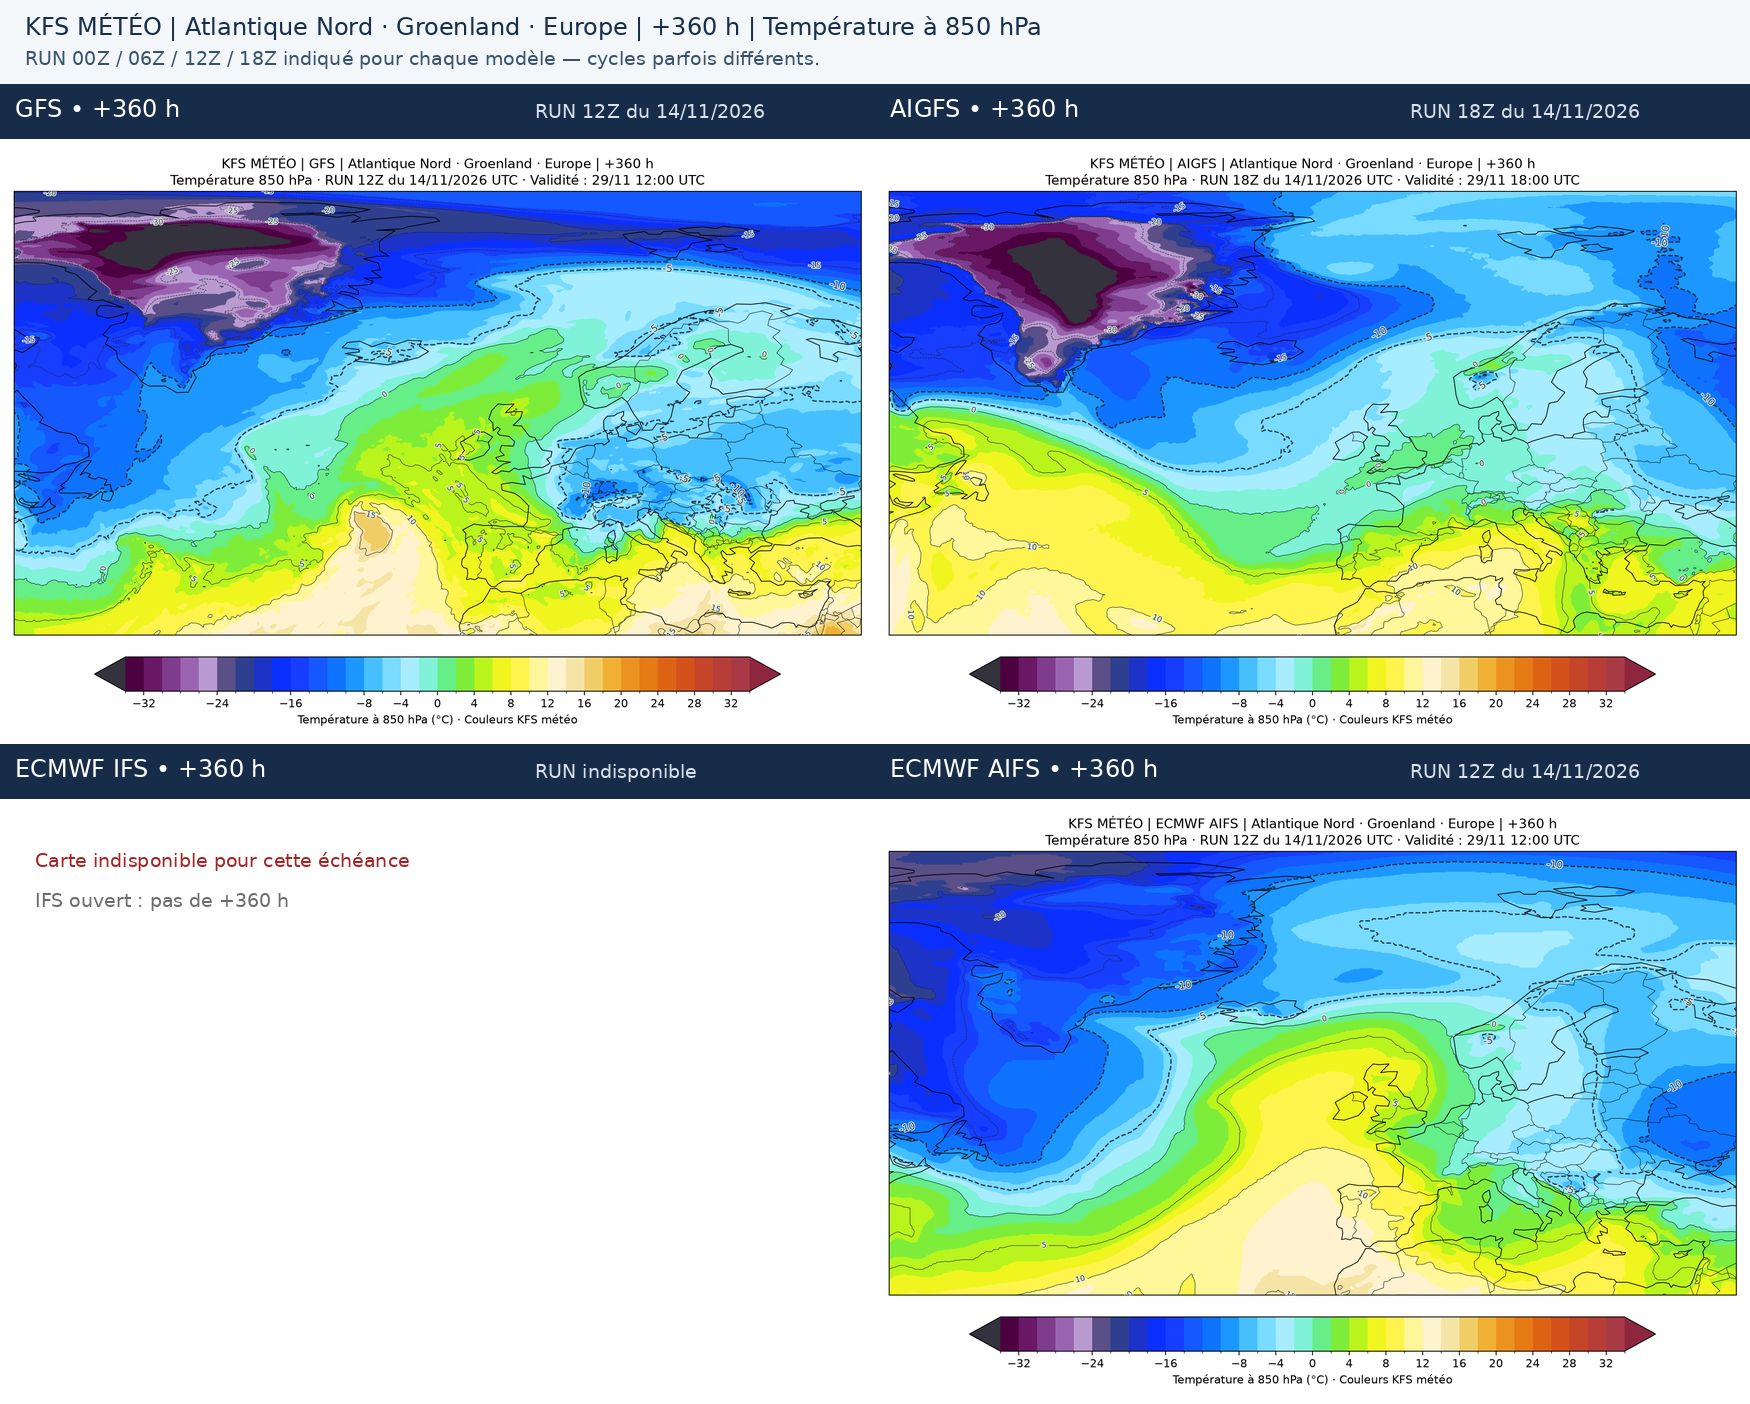 KFS MÉTÉO | Atlantique Nord · Groenland · Europe | +360 h | Température à 850 hPa
RUN 00Z / 06Z / 12Z / 18Z indiqué pour chaque modèle — cycles parfois différents.
GFS • +360 h
RUN 12Z du 14/11/2026
KFS MÉTÉO | GFS | Atlantique Nord · Groenland · Europe | +360 h
Température 850 hPa · RUN 12Z du 14/11/2026 UTC · Validité : 29/11 12:00 UTC
−32 −24 −16 −8 −4 0 4 8 12 16 20 24 28 32
Température à 850 hPa (°C) · Couleurs KFS météo
AIGFS • +360 h
RUN 18Z du 14/11/2026
KFS MÉTÉO | AIGFS | Atlantique Nord · Groenland · Europe | +360 h
Température 850 hPa · RUN 18Z du 14/11/2026 UTC · Validité : 29/11 18:00 UTC
−32 −24 −16 −8 −4 0 4 8 12 16 20 24 28 32
Température à 850 hPa (°C) · Couleurs KFS météo
ECMWF IFS • +360 h
RUN indisponible
Carte indisponible pour cette échéance
IFS ouvert : pas de +360 h
ECMWF AIFS • +360 h
RUN 12Z du 14/11/2026
KFS MÉTÉO | ECMWF AIFS | Atlantique Nord · Groenland · Europe | +360 h
Température 850 hPa · RUN 12Z du 14/11/2026 UTC · Validité : 29/11 12:00 UTC
−32 −24 −16 −8 −4 0 4 8 12 16 20 24 28 32
Température à 850 hPa (°C) · Couleurs KFS météo